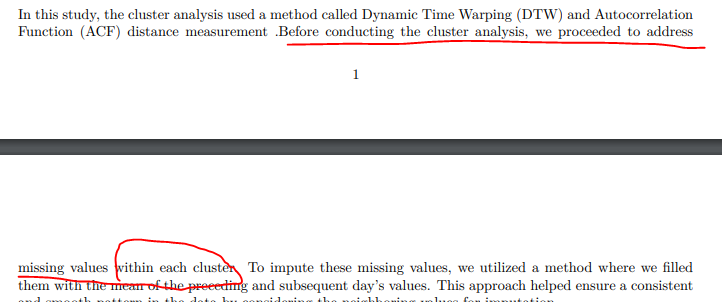 In this study, the cluster analysis used a method called Dynamic Time Warping (DTW) and Autocorrelation
Function (ACF) distance measurement .Before conducting the cluster analysis, we proceeded to address
1
missing values within each cluster. To impute these missing values, we utilized a method where we filled
them with the mean of the preceding and subsequent day's values. This approach helped ensure a consistent
and smooth pattern in the data by considering the neighboring values for imputation